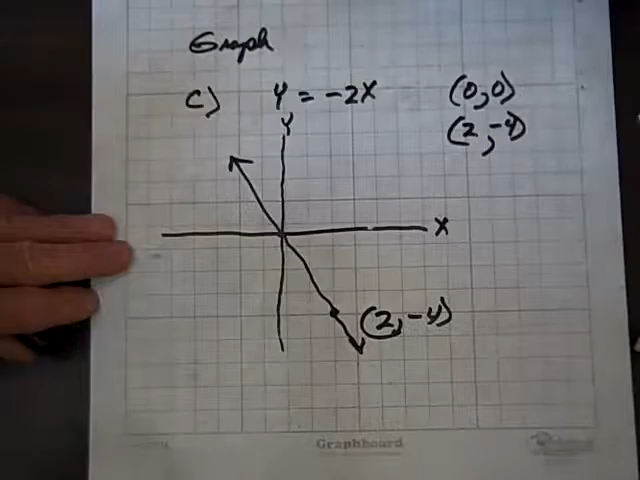 Graph
C) Y = -2X (0,0)
(2,-4)
Y
X
(2,-4)
Graphboard